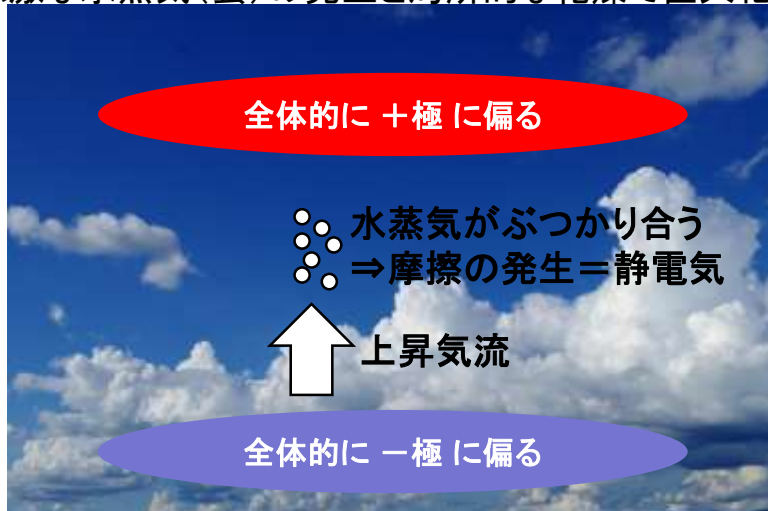 全体的に ＋極 に偏る
水蒸気がぶつかり合う
⇒摩擦の発生＝静電気
上昇気流
全体的に －極 に偏る